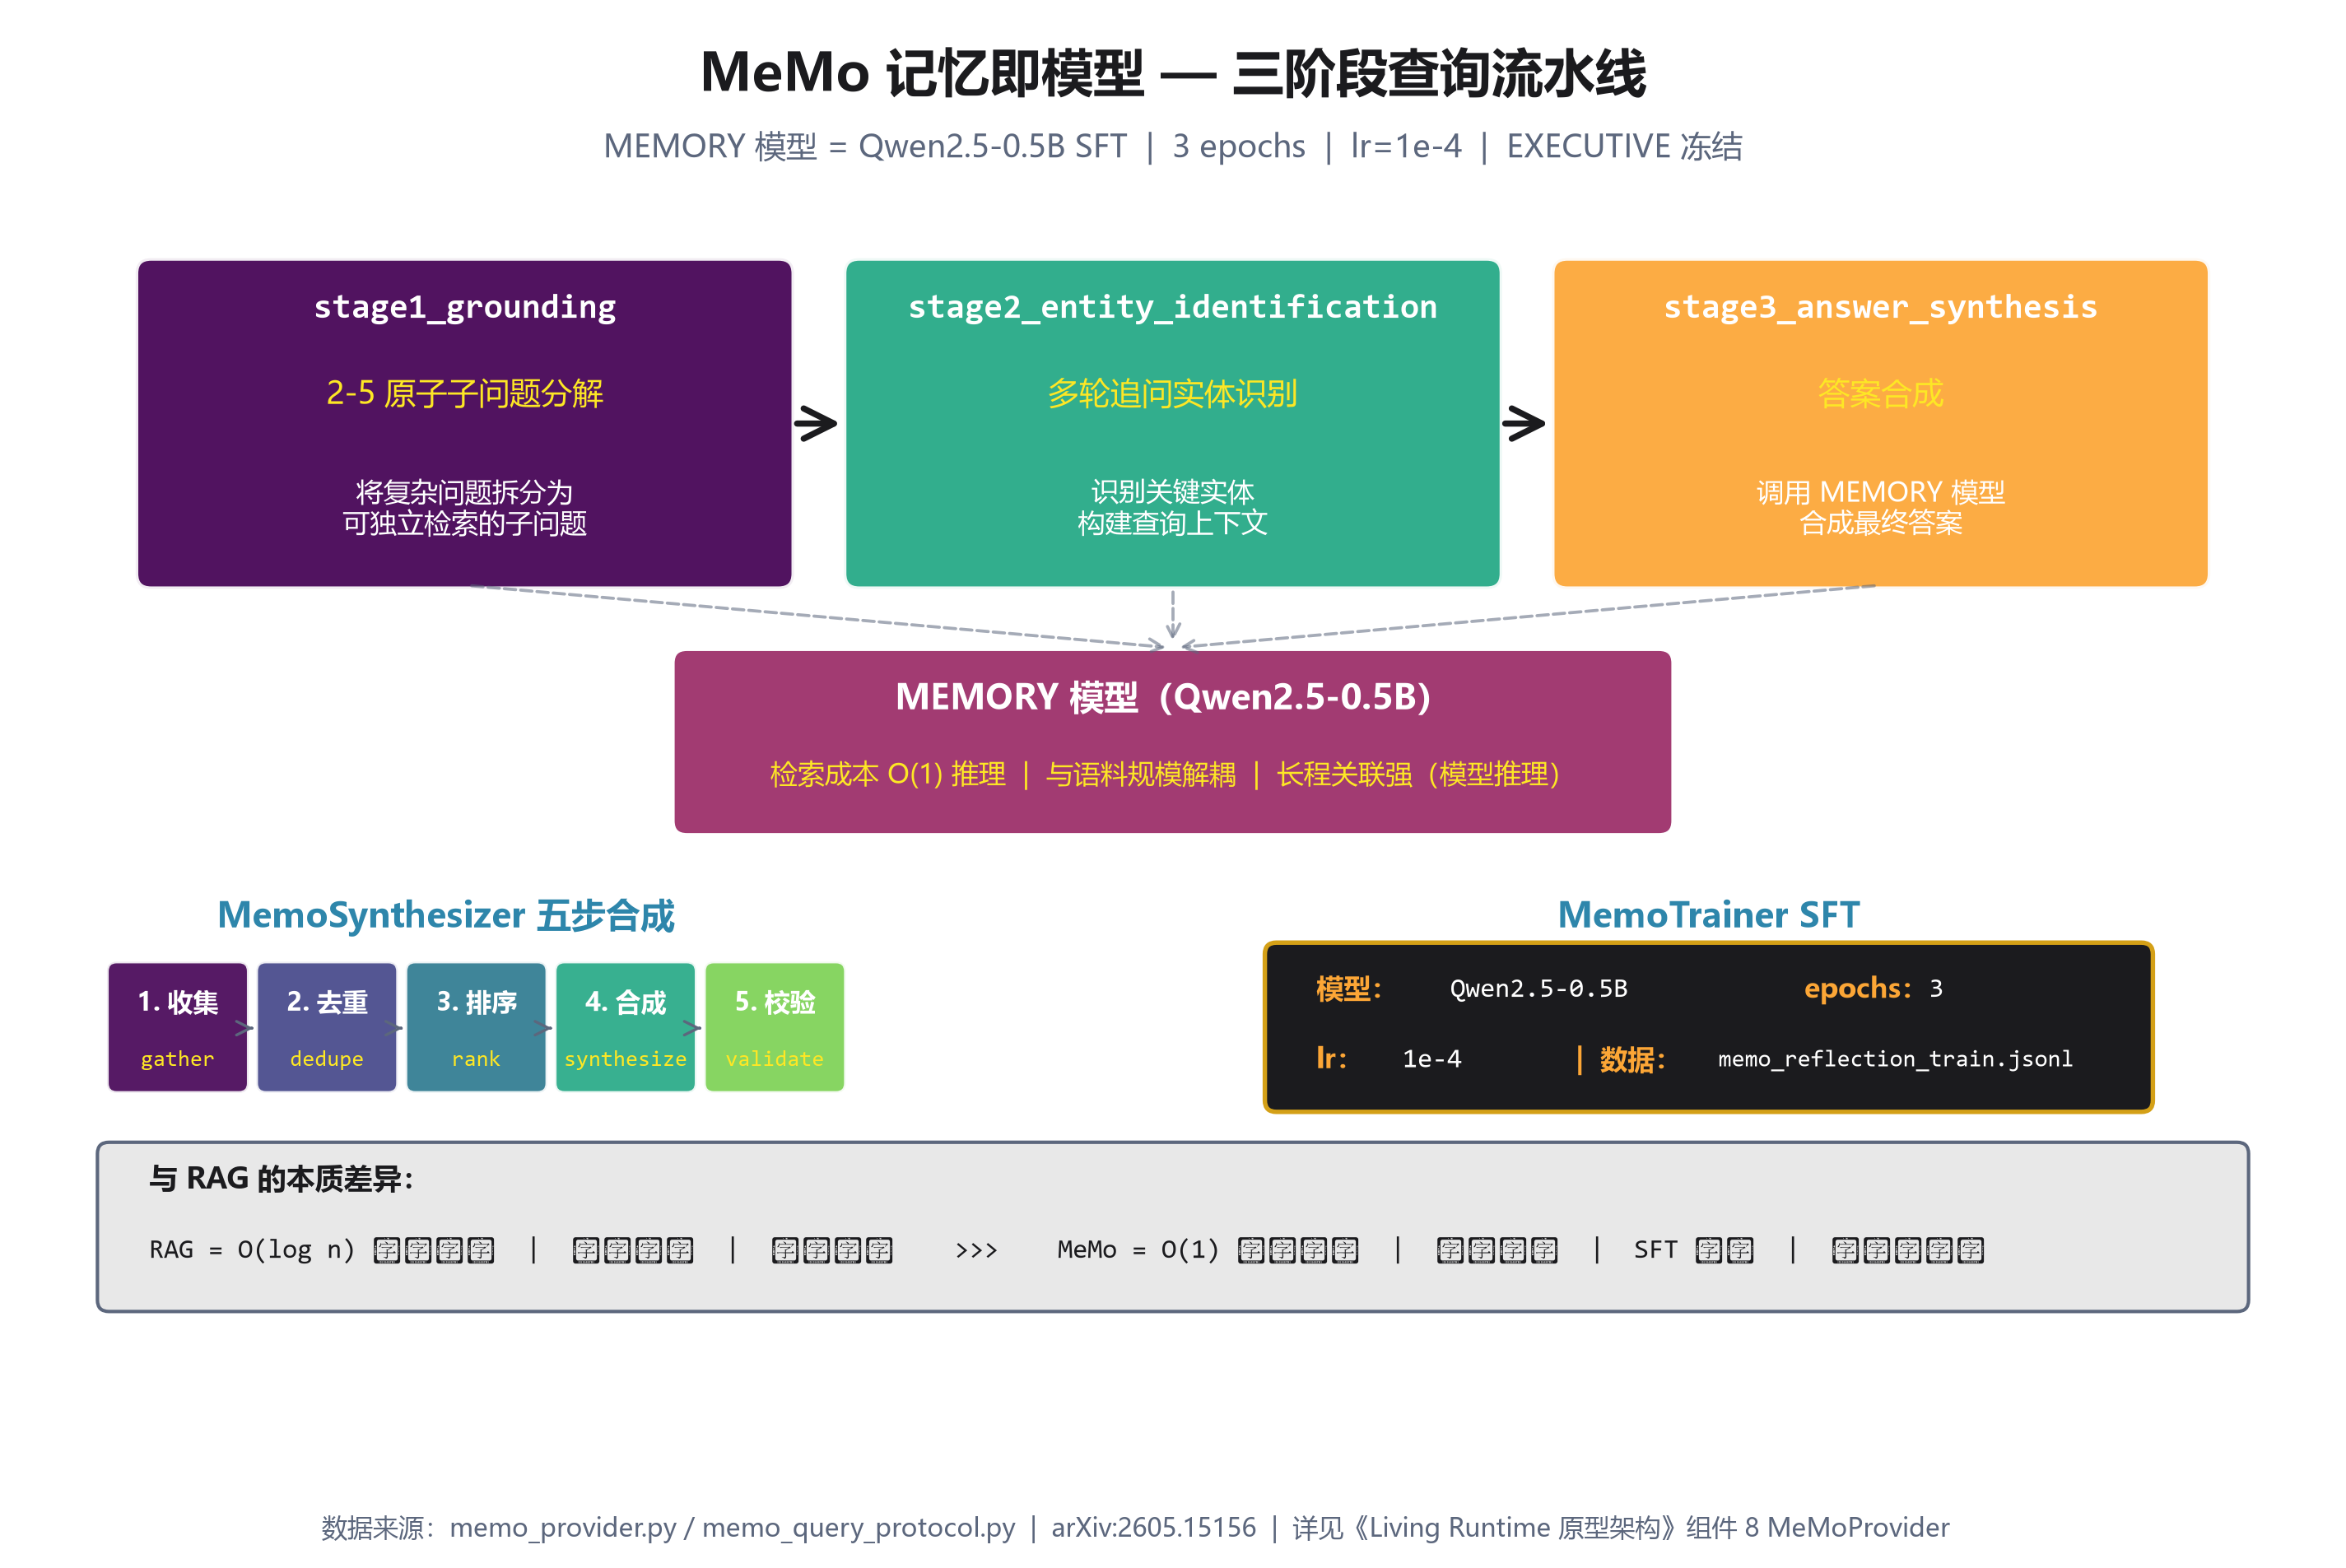 MeMo 记忆即模型 — 三阶段查询流水线
MEMORY 模型 = Qwen2.5-0.5B SFT | 3 epochs | lr=1e-4 | EXECUTIVE 冻结
stage1_grounding
2-5 原子子问题分解
将复杂问题拆分为
可独立检索的子问题
stage2_entity_identification
多轮追问实体识别
识别关键实体
构建查询上下文
stage3_answer_synthesis
答案合成
调用 MEMORY 模型
合成最终答案
MEMORY 模型（Qwen2.5-0.5B）
检索成本 O(1) 推理 | 与语料规模解耦 | 长程关联强（模型推理）
MemoSynthesizer 五步合成
1. 收集
gather
2. 去重
dedupe
3. 排序
rank
4. 合成
synthesize
5. 校验
validate
MemoTrainer SFT
模型： Qwen2.5-0.5B epochs： 3
lr： 1e-4 | 数据： memo_reflection_train.jsonl
与 RAG 的本质差异：
RAG = O(log n) | | >>> MeMo = O(1) | | SFT |
数据来源：memo_provider.py / memo_query_protocol.py | arXiv:2605.15156 | 详见《Living Runtime 原型架构》组件 8 MeMoProvider